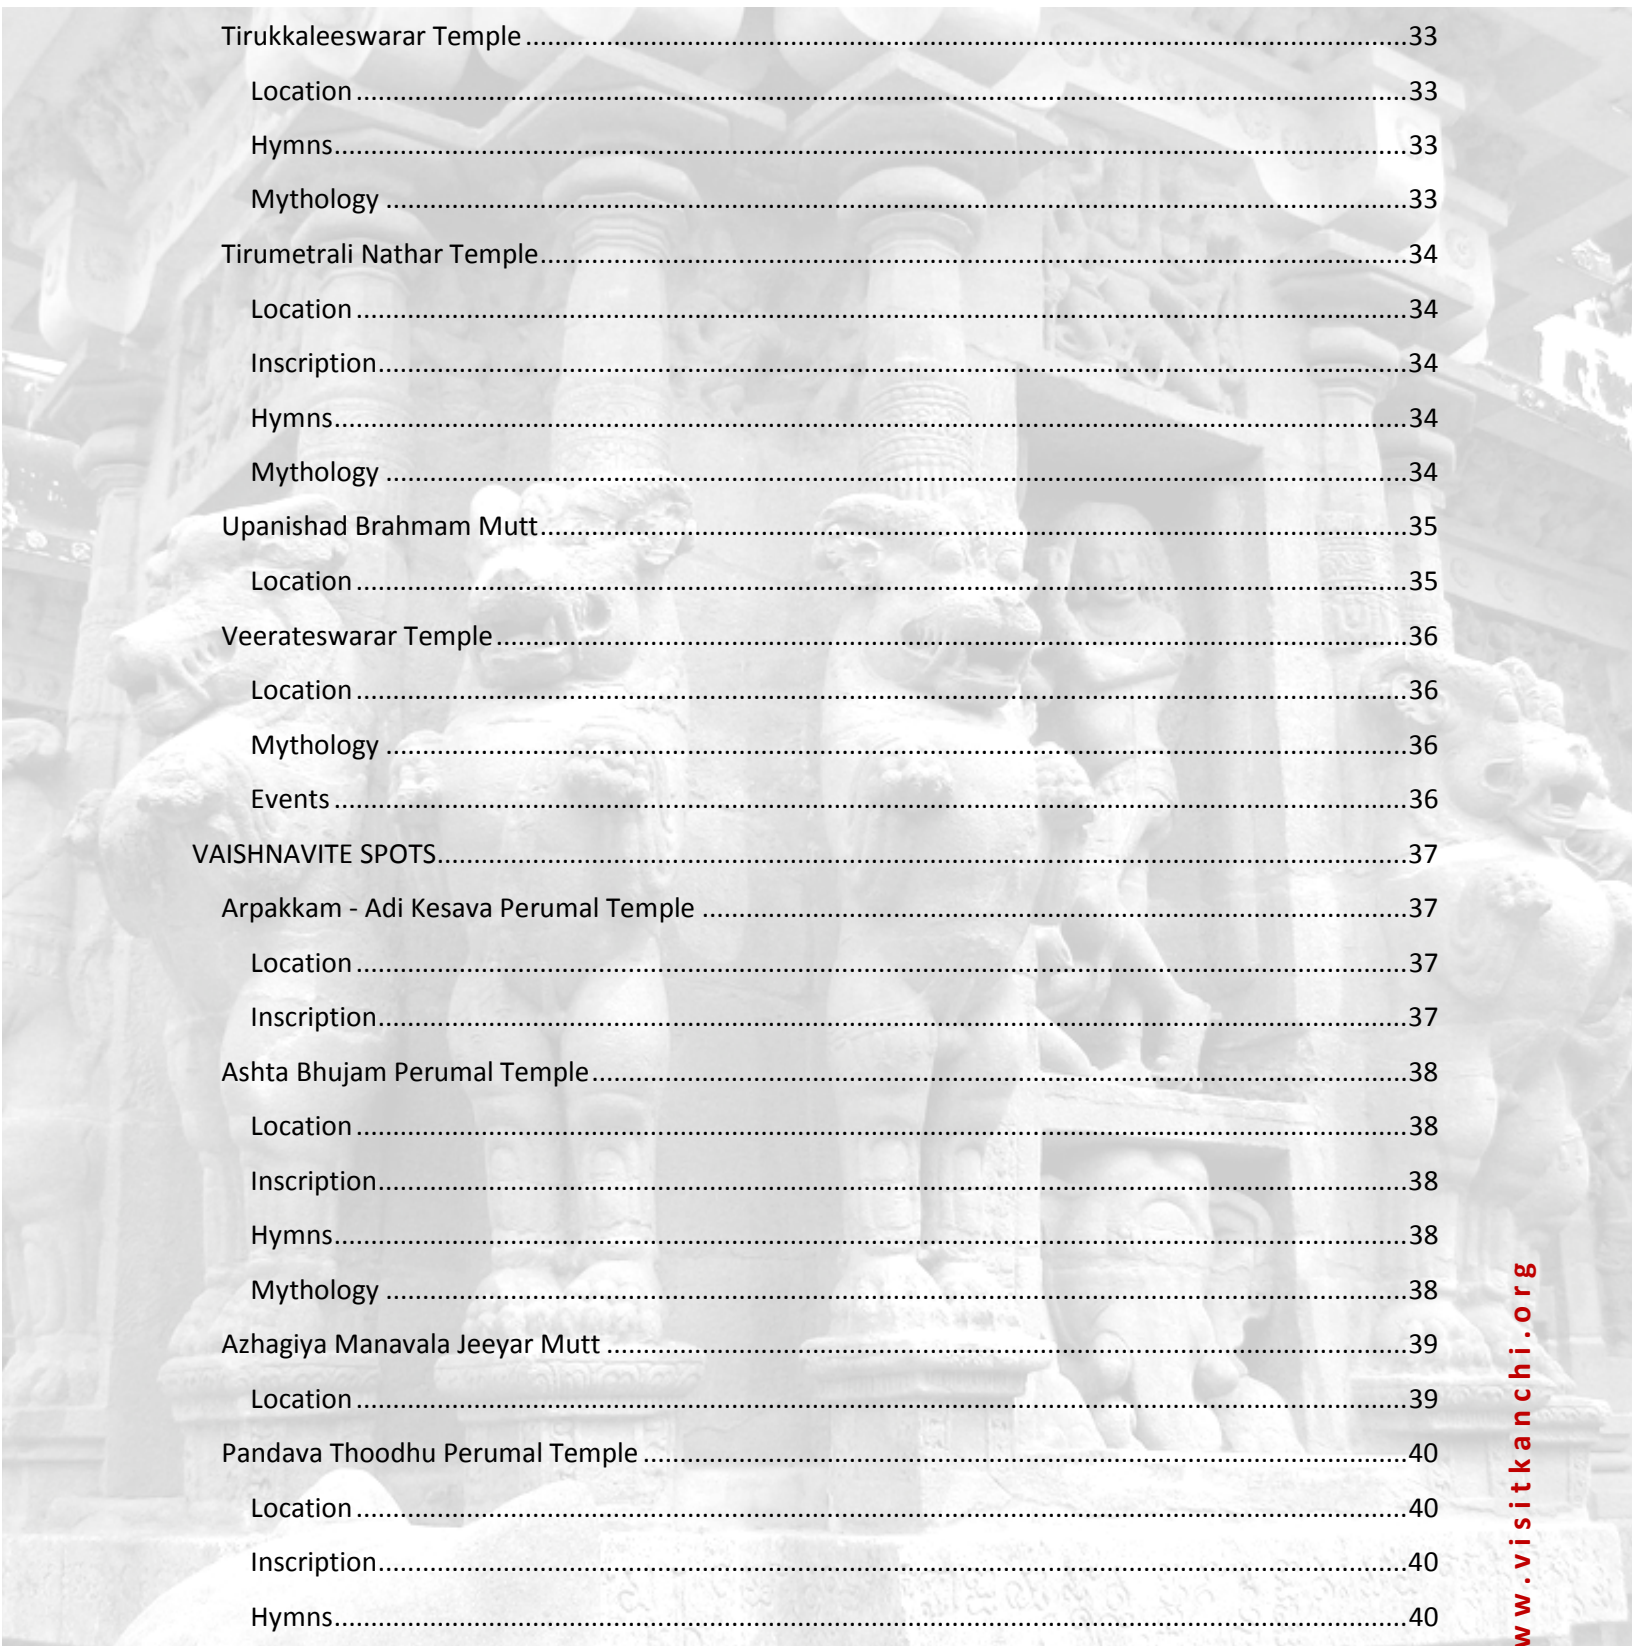 Tirukkaleeswarar Temple ........ 33
Location ........ 33
Hymns ........ 33
Mythology ........ 33
Tirumetrali Nathar Temple ........ 34
Location ........ 34
Inscription ........ 34
Hymns ........ 34
Mythology ........ 34
Upanishad Brahmam Mutt ........ 35
Location ........ 35
Veerateswarar Temple ........ 36
Location ........ 36
Mythology ........ 36
Events ........ 36
VAISHNAVITE SPOTS ........ 37
Arpakkam - Adi Kesava Perumal Temple ........ 37
Location ........ 37
Inscription ........ 37
Ashta Bhujam Perumal Temple ........ 38
Location ........ 38
Inscription ........ 38
Hymns ........ 38
Mythology ........ 38
Azhagiya Manavala Jeeyar Mutt ........ 39
Location ........ 39
Pandava Thoodhu Perumal Temple ........ 40
Location ........ 40
Inscription ........ 40
Hymns ........ 40
ww.visitkanchi.org